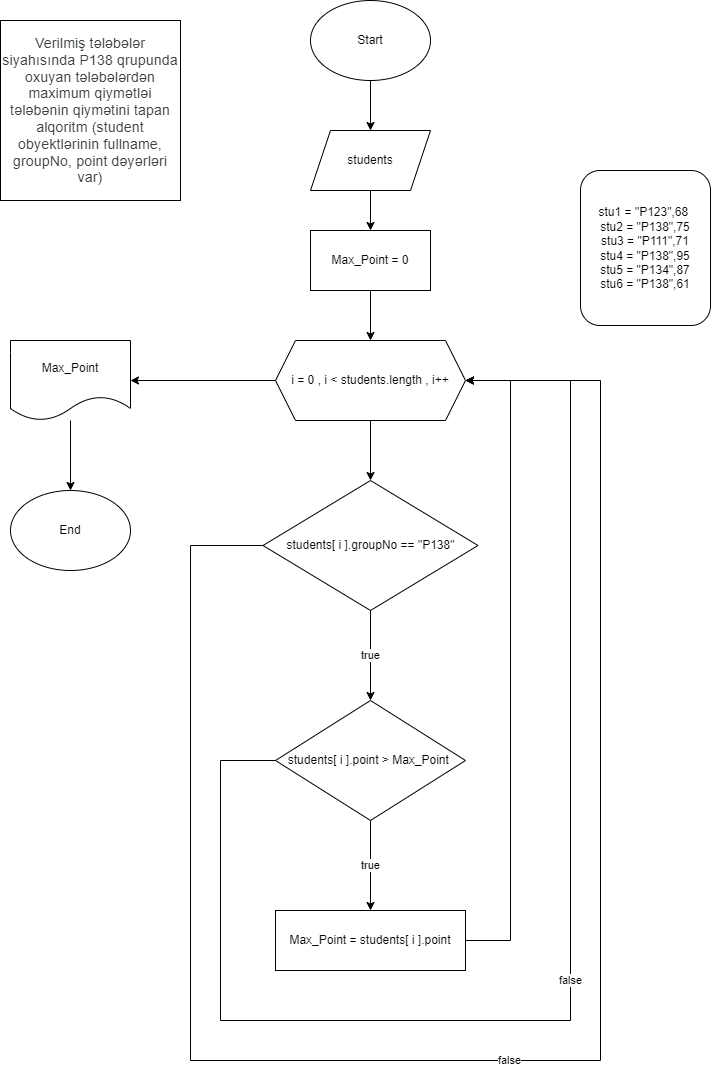 Verilmiş tələbələr
siyahısında P138 qrupunda
oxuyan tələbələrdən
maximum qiymətləi
tələbənin qiymətini tapan
alqoritm (student
obyektlərinin fullname,
groupNo, point dəyərləri
var)
Start
students
stu1 = "P123",68
stu2 = "P138",75
stu3 = "P111",71
stu4 = "P138",95
stu5 = "P134",87
stu6 = "P138",61
Max_Point = 0
Max_Point
i = 0 , i < students.length , i++
End
students[ i ].groupNo == "P138"
true
students[ i ].point > Max_Point
true
Max_Point = students[ i ].point
false
false